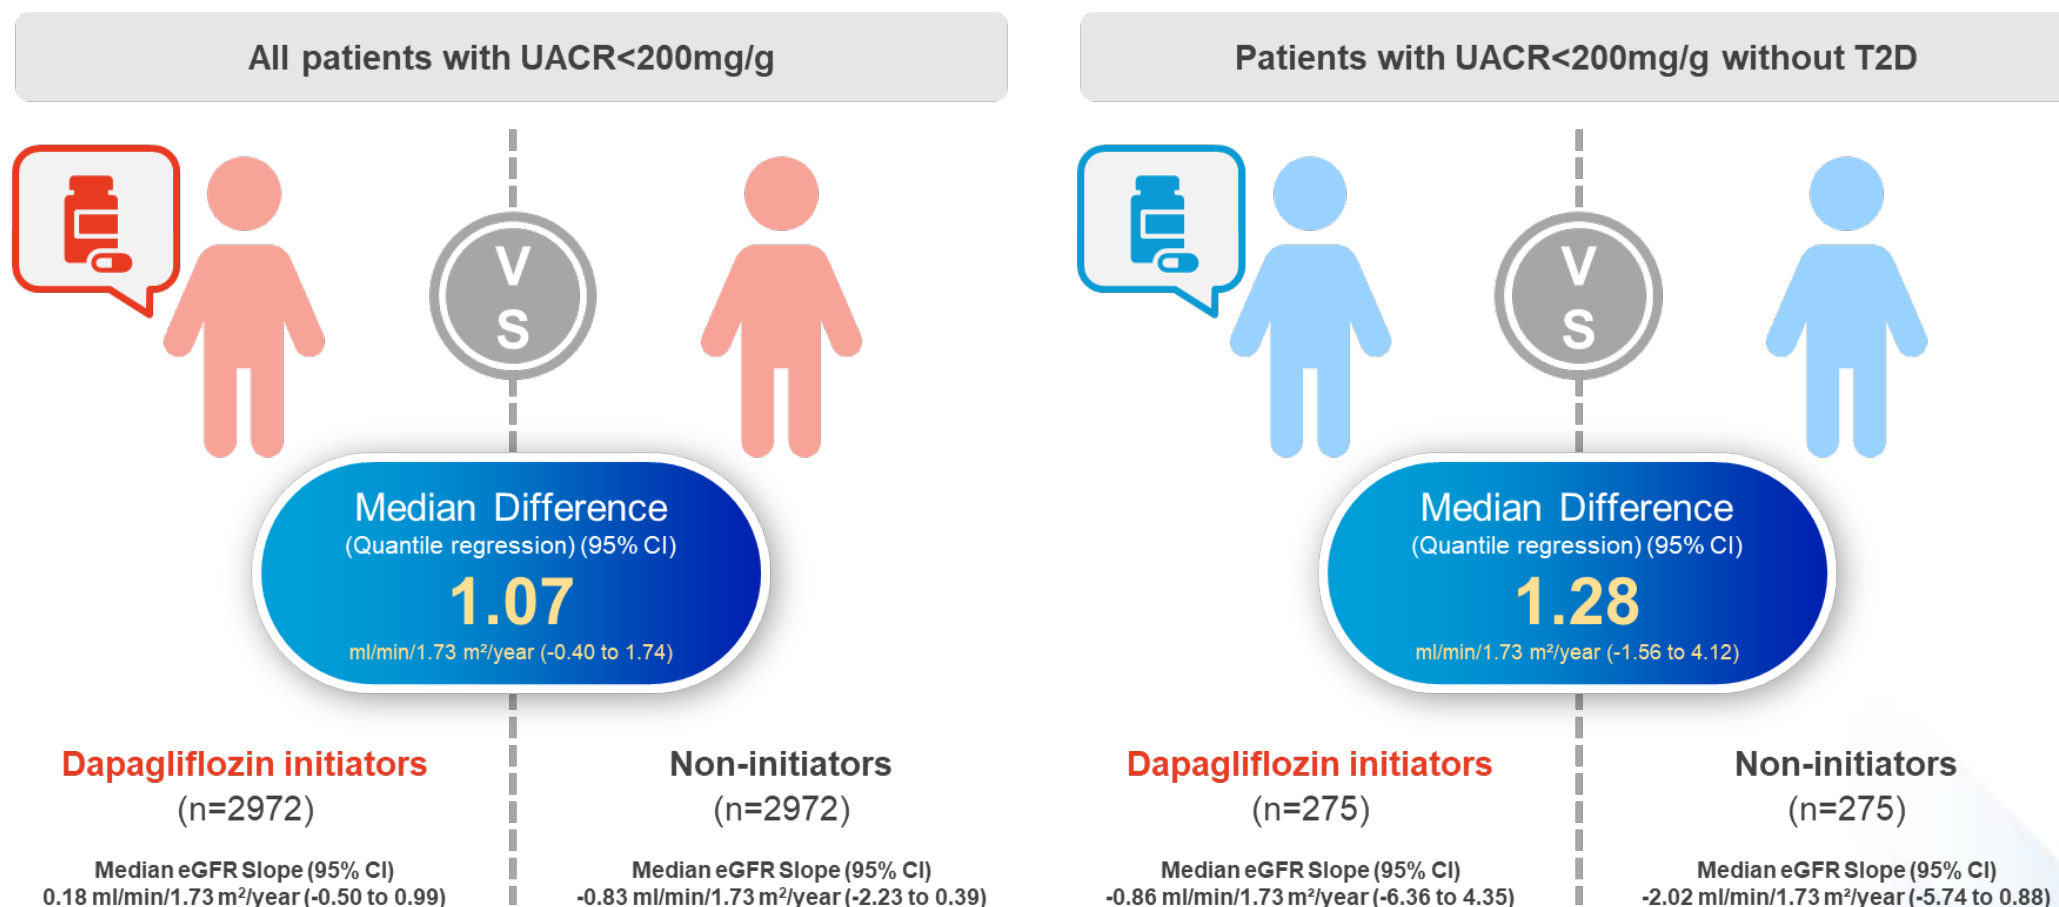 All patients with UACR<200mg/g
V
S
Median Difference
(Quantile regression) (95% CI)
1.07
ml/min/1.73 m²/year (-0.40 to 1.74)
Dapagliflozin initiators
(n=2972)
Median eGFR Slope (95% CI)
0.18 ml/min/1.73 m²/year (-0.50 to 0.99)
Non-initiators
(n=2972)
Median eGFR Slope (95% CI)
-0.83 ml/min/1.73 m²/year (-2.23 to 0.39)
Patients with UACR<200mg/g without T2D
V
S
Median Difference
(Quantile regression) (95% CI)
1.28
ml/min/1.73 m²/year (-1.56 to 4.12)
Dapagliflozin initiators
(n=275)
Median eGFR Slope (95% CI)
-0.86 ml/min/1.73 m²/year (-6.36 to 4.35)
Non-initiators
(n=275)
Median eGFR Slope (95% CI)
-2.02 ml/min/1.73 m²/year (-5.74 to 0.88)